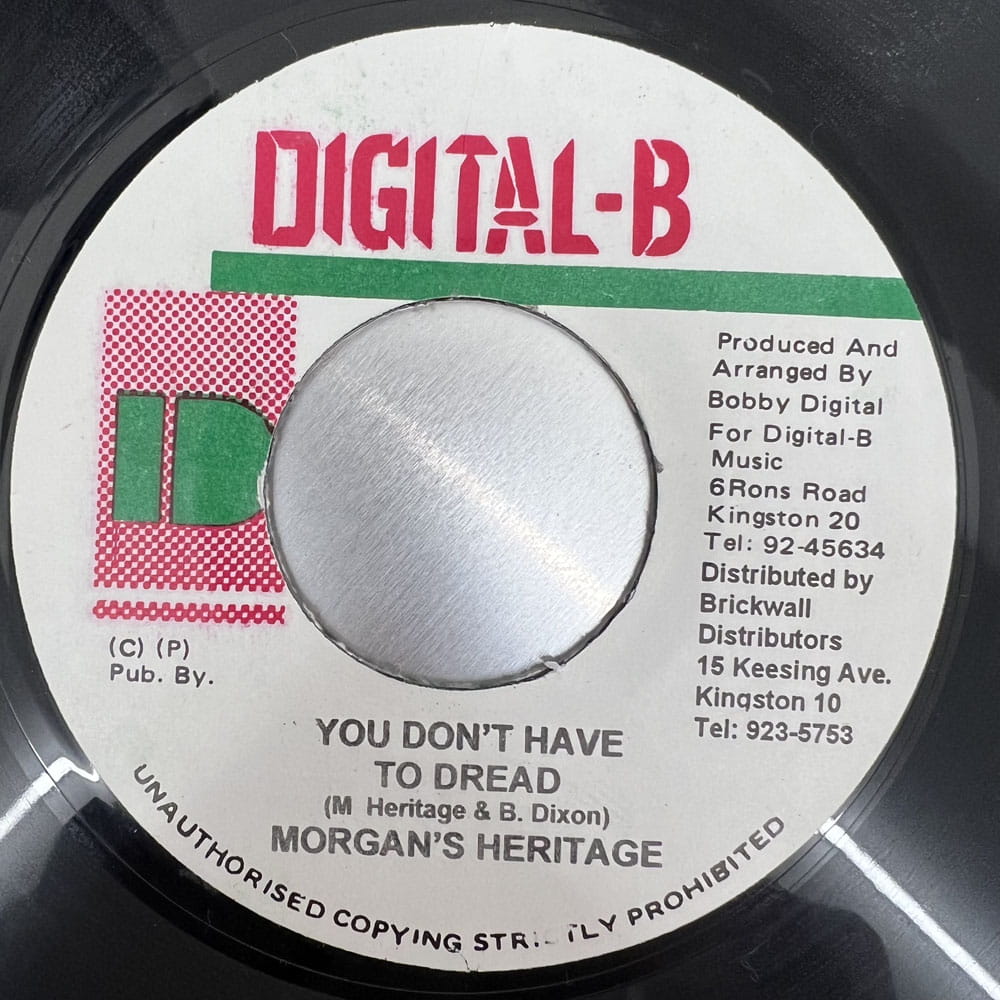 DIGITAL-B
ID
Produced And
Arranged By
Bobby Digital
For Digital-B
Music
6Rons Road
Kingston 20
Tel: 92-45634
Distributed by
Brickwall
Distributors
15 Keesing Ave.
Kingston 10
Tel: 923-5753
(C) (P)
Pub. By.
YOU DON'T HAVE
TO DREAD
(M Heritage & B. Dixon)
MORGAN'S HERITAGE
UNAUTHORISED COPYING STRICTLY PROHIBITED